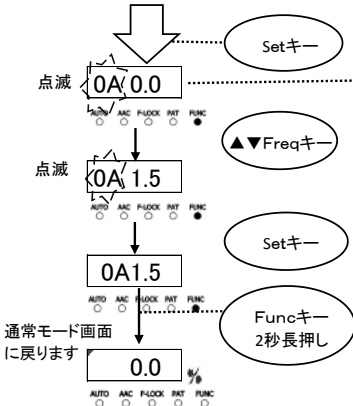 Setキー
点滅
0A 0.0
AUTO AAC F-LOCK PAT FUNC
▲▼Freqキー
点滅
0A 1.5
AUTO AAC F-LOCK PAT FUNC
Setキー
0A1.5
AUTO AAC F-LOCK PAT FUNC
Funcキー
2秒長押し
通常モード画面
に戻ります
0.0 %
AUTO AAC F-LOCK PAT FUNC